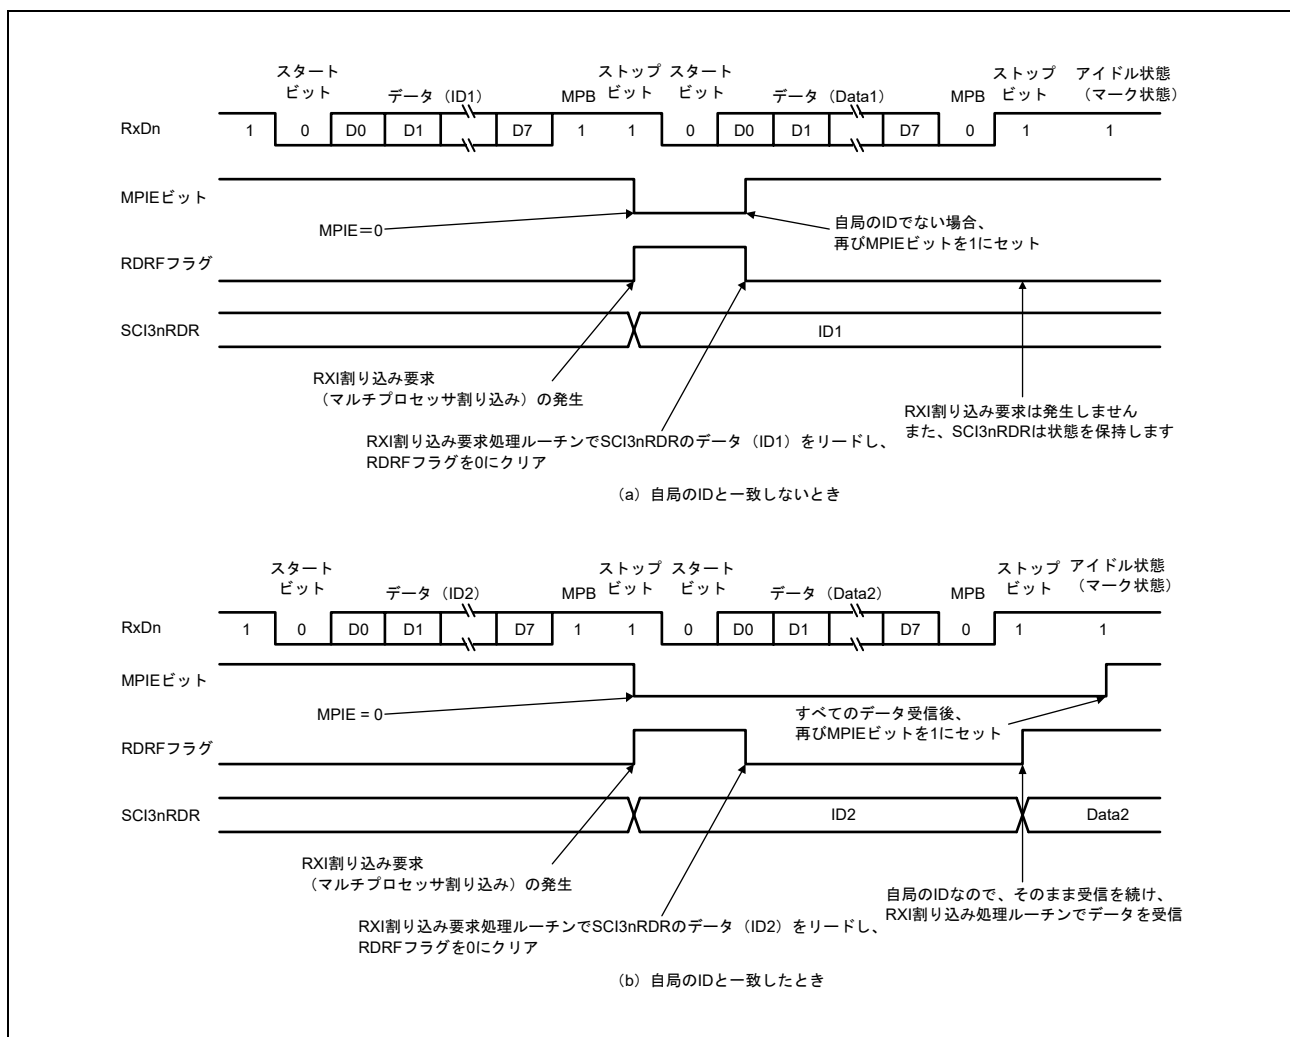 スタート
ビット
データ（ID1）
MPB
ストップ
ビット
スタート
ビット
データ（Data1）
MPB
ストップ
ビット
アイドル状態
（マーク状態）
RxDn
1 0 D0 D1 D7 1 1 0 D0 D1 D7 0 1 1
MPIEビット
MPIE＝0
自局のIDでない場合、
再びMPIEビットを1にセット
RDRFフラグ
SCI3nRDR
ID1
RXI割り込み要求
（マルチプロセッサ割り込み）の発生
RXI割り込み要求処理ルーチンでSCI3nRDRのデータ（ID1）をリードし、
RDRFフラグを0にクリア
RXI割り込み要求は発生しません
また、SCI3nRDRは状態を保持します
（a）自局のIDと一致しないとき
スタート
ビット
データ（ID2）
MPB
ストップ
ビット
スタート
ビット
データ（Data2）
MPB
ストップ
ビット
アイドル状態
（マーク状態）
RxDn
1 0 D0 D1 D7 1 1 0 D0 D1 D7 0 1 1
MPIEビット
MPIE = 0
すべてのデータ受信後、
再びMPIEビットを1にセット
RDRFフラグ
SCI3nRDR
ID2
Data2
RXI割り込み要求
（マルチプロセッサ割り込み）の発生
RXI割り込み要求処理ルーチンでSCI3nRDRのデータ（ID2）をリードし、
RDRFフラグを0にクリア
自局のIDなので、そのまま受信を続け、
RXI割り込み処理ルーチンでデータを受信
（b）自局のIDと一致したとき